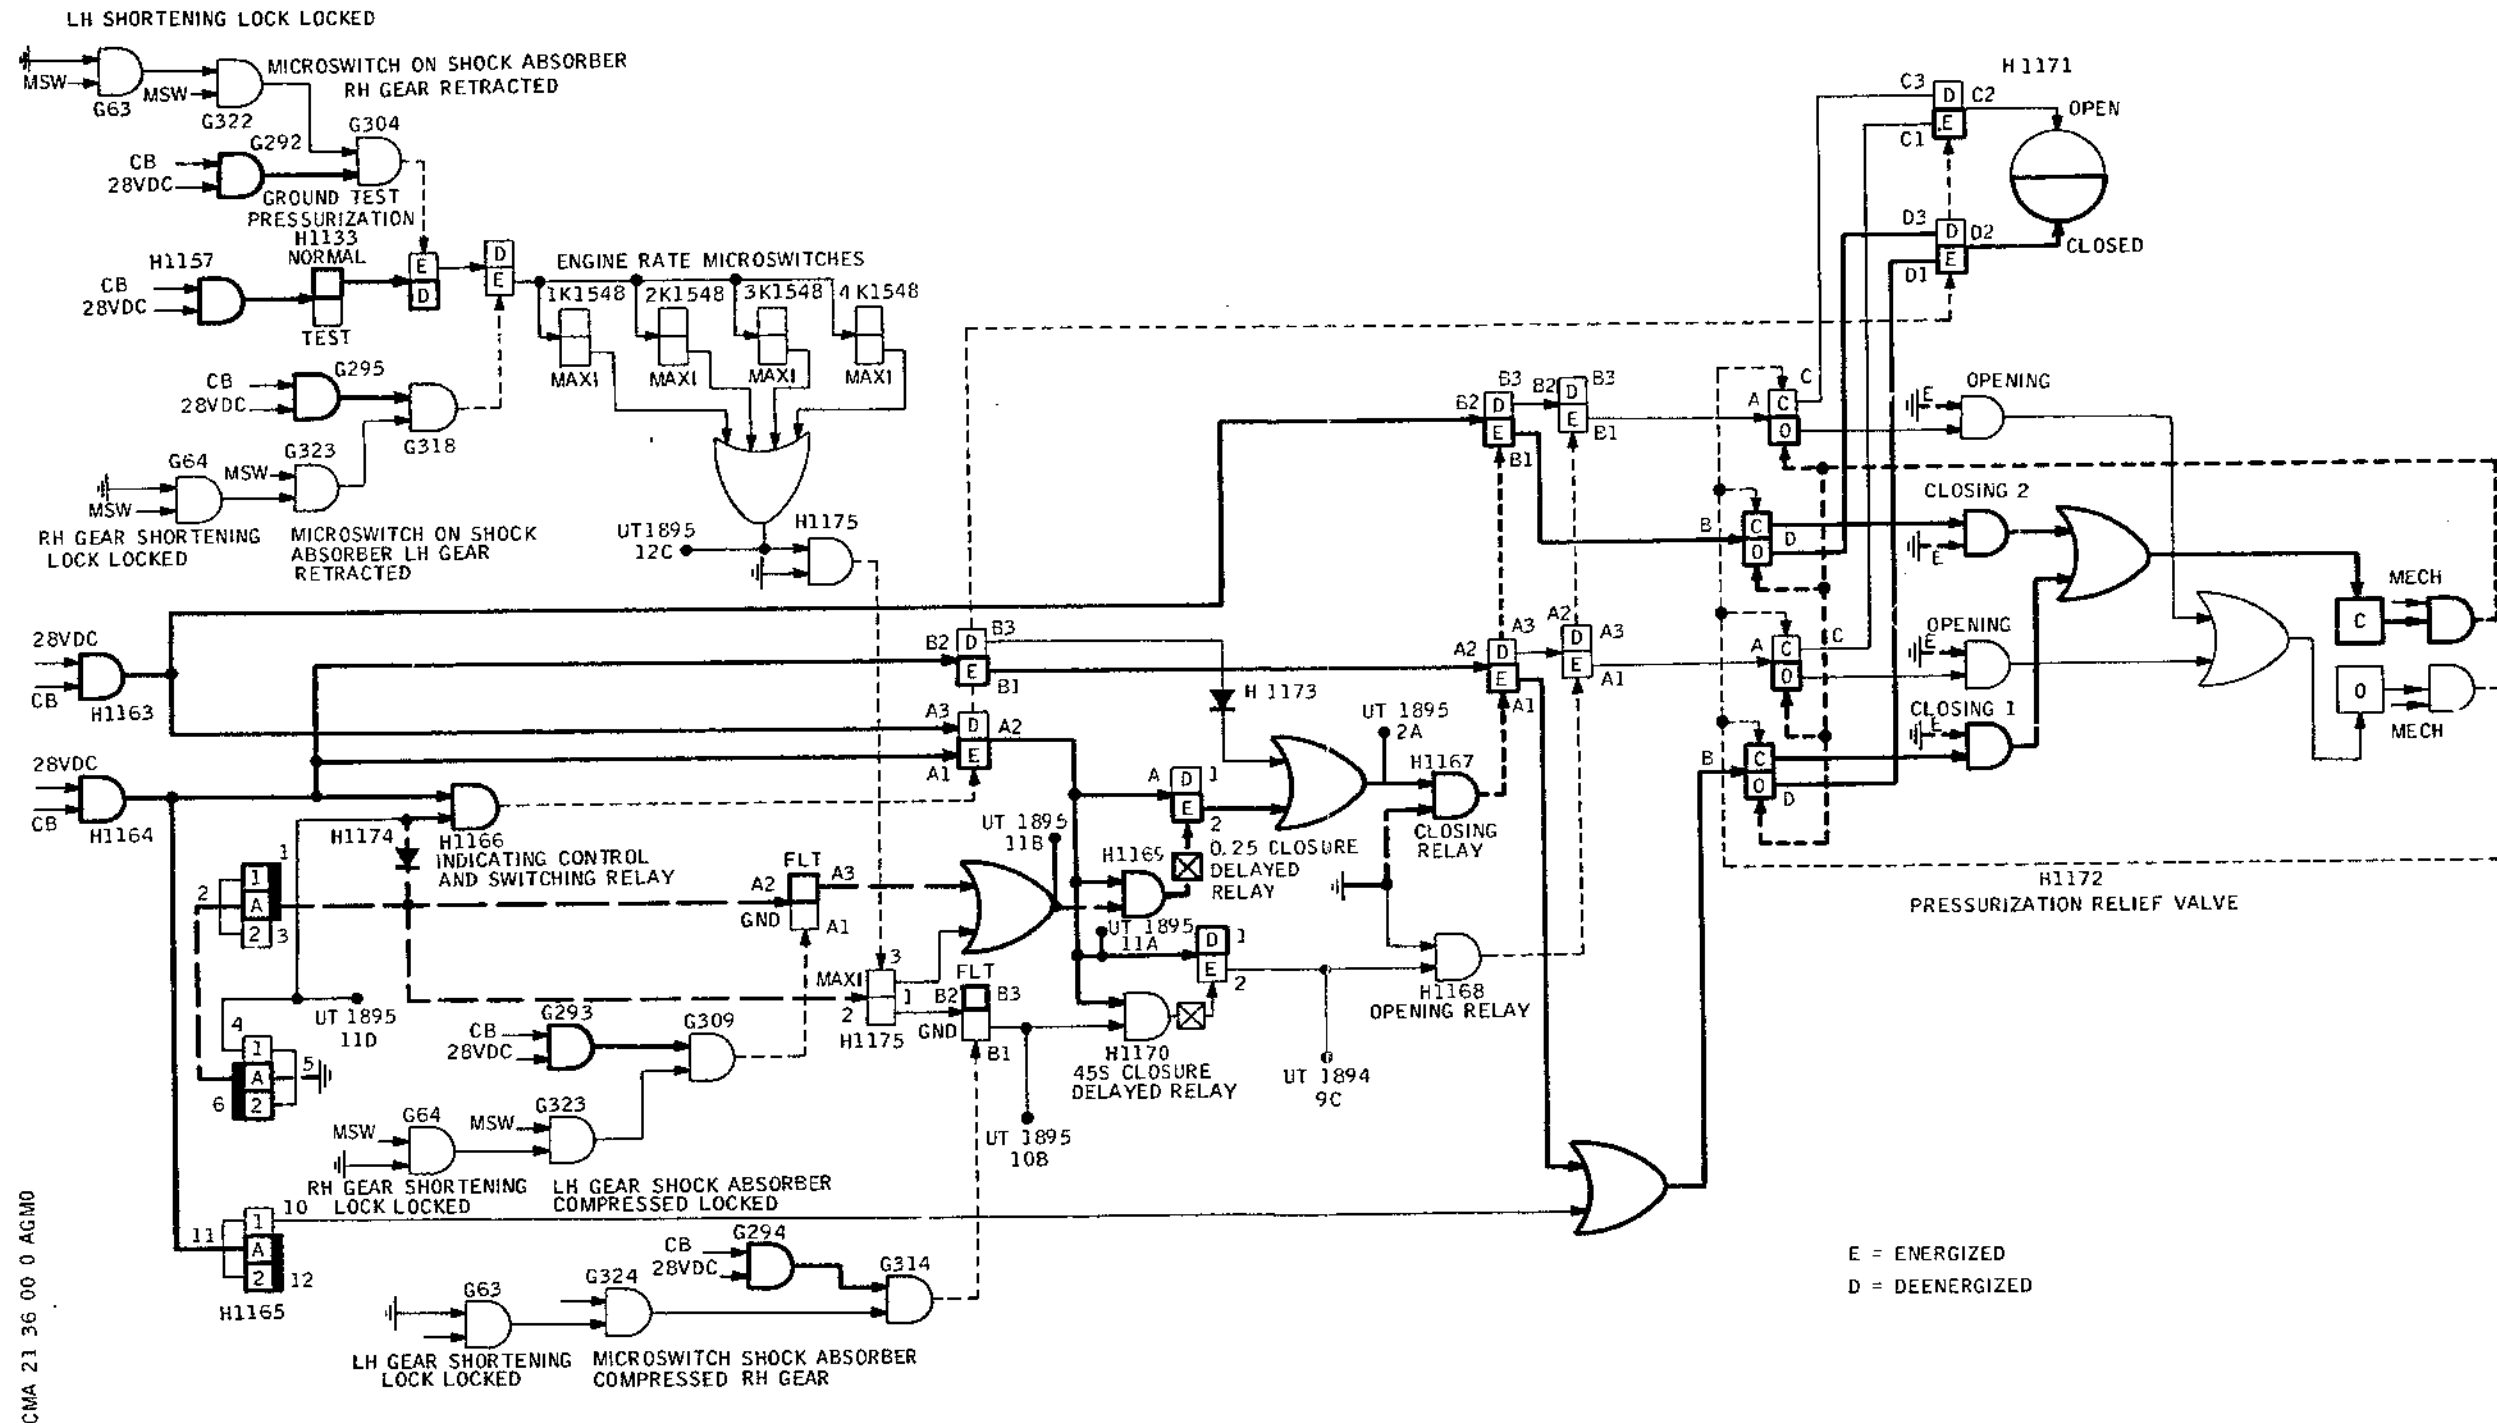 LH SHORTENING LOCK LOCKED
MSW
G63
MSW
G322
MICROSWITCH ON SHOCK ABSORBER
RH GEAR RETRACTED
G304
G292
CB
28VDC
GROUND TEST
PRESSURIZATION
H1133
NORMAL
TEST
H1157
CB
28VDC
E
D
D
E
ENGINE RATE MICROSWITCHES
1K1548
2K1548
3K1548
4K1548
MAXI
MAXI
MAXI
MAXI
G295
CB
28VDC
G318
G323
MSW
G64
MSW
RH GEAR SHORTENING
LOCK LOCKED
MICROSWITCH ON SHOCK
ABSORBER LH GEAR
RETRACTED
UT1895
12C
H1175
28VDC
CB
H1163
28VDC
CB
H1164
B3
B2
D
E
B1
A3
D
A2
E
A1
H1174
H1166
INDICATING CONTROL
AND SWITCHING RELAY
1
1
2
A
2
3
4
1
5
A
6
2
UT 1895
11D
FLT
A2
A3
GND
A1
MAXI
3
1
2
H1175
FLT
B2
B3
GND
B1
UT 1895
11B
UT 1895
10B
G293
CB
28VDC
G309
G64
MSW
G323
MSW
RH GEAR SHORTENING
LOCK LOCKED
LH GEAR SHOCK ABSORBER
COMPRESSED LOCKED
10
1
11
A
2
12
H1165
G294
CB
28VDC
G314
G324
G63
LH GEAR SHORTENING
LOCK LOCKED
MICROSWITCH SHOCK ABSORBER
COMPRESSED RH GEAR
H1173
A
D
1
E
2
H1169
0.25 CLOSURE
DELAYED
RELAY
UT 1895
11A
D
1
E
2
H1170
45S CLOSURE
DELAYED RELAY
UT 1895
2A
H1167
CLOSING
RELAY
H1168
OPENING RELAY
UT 1894
9C
B3
B2
D
E
B1
B2
D
B3
E
B1
A3
A2
D
E
A1
A2
D
A3
E
A1
H1171
C3
D
C2
E
C1
OPEN
D3
D
D2
E
D1
CLOSED
C
A
C
O
B
C
D
O
A
C
C
O
B
C
O
D
OPENING
E
CLOSING 2
E
OPENING
E
CLOSING 1
E
MECH
C
O
MECH
H1172
PRESSURIZATION RELIEF VALVE
E = ENERGIZED
D = DEENERGIZED
CMA 21 36 00 0 AGM0